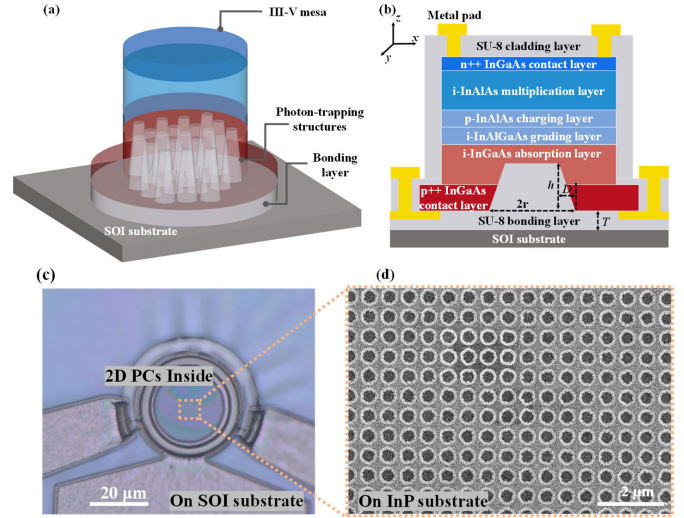 (a)
III-V mesa
Photon-trapping
structures
Bonding
layer
SOI substrate
(b)
z
x
y
Metal pad
SU-8 cladding layer
n++ InGaAs contact layer
i-InAlAs multiplication layer
p-InAlAs charging layer
i-InAlGaAs grading layer
i-InGaAs absorption layer
p++ InGaAs
contact layer
h
D
2r
SU-8 bonding layer
T
SOI substrate
(c)
2D PCs Inside
20 μm
On SOI substrate
(d)
On InP substrate
2 μm